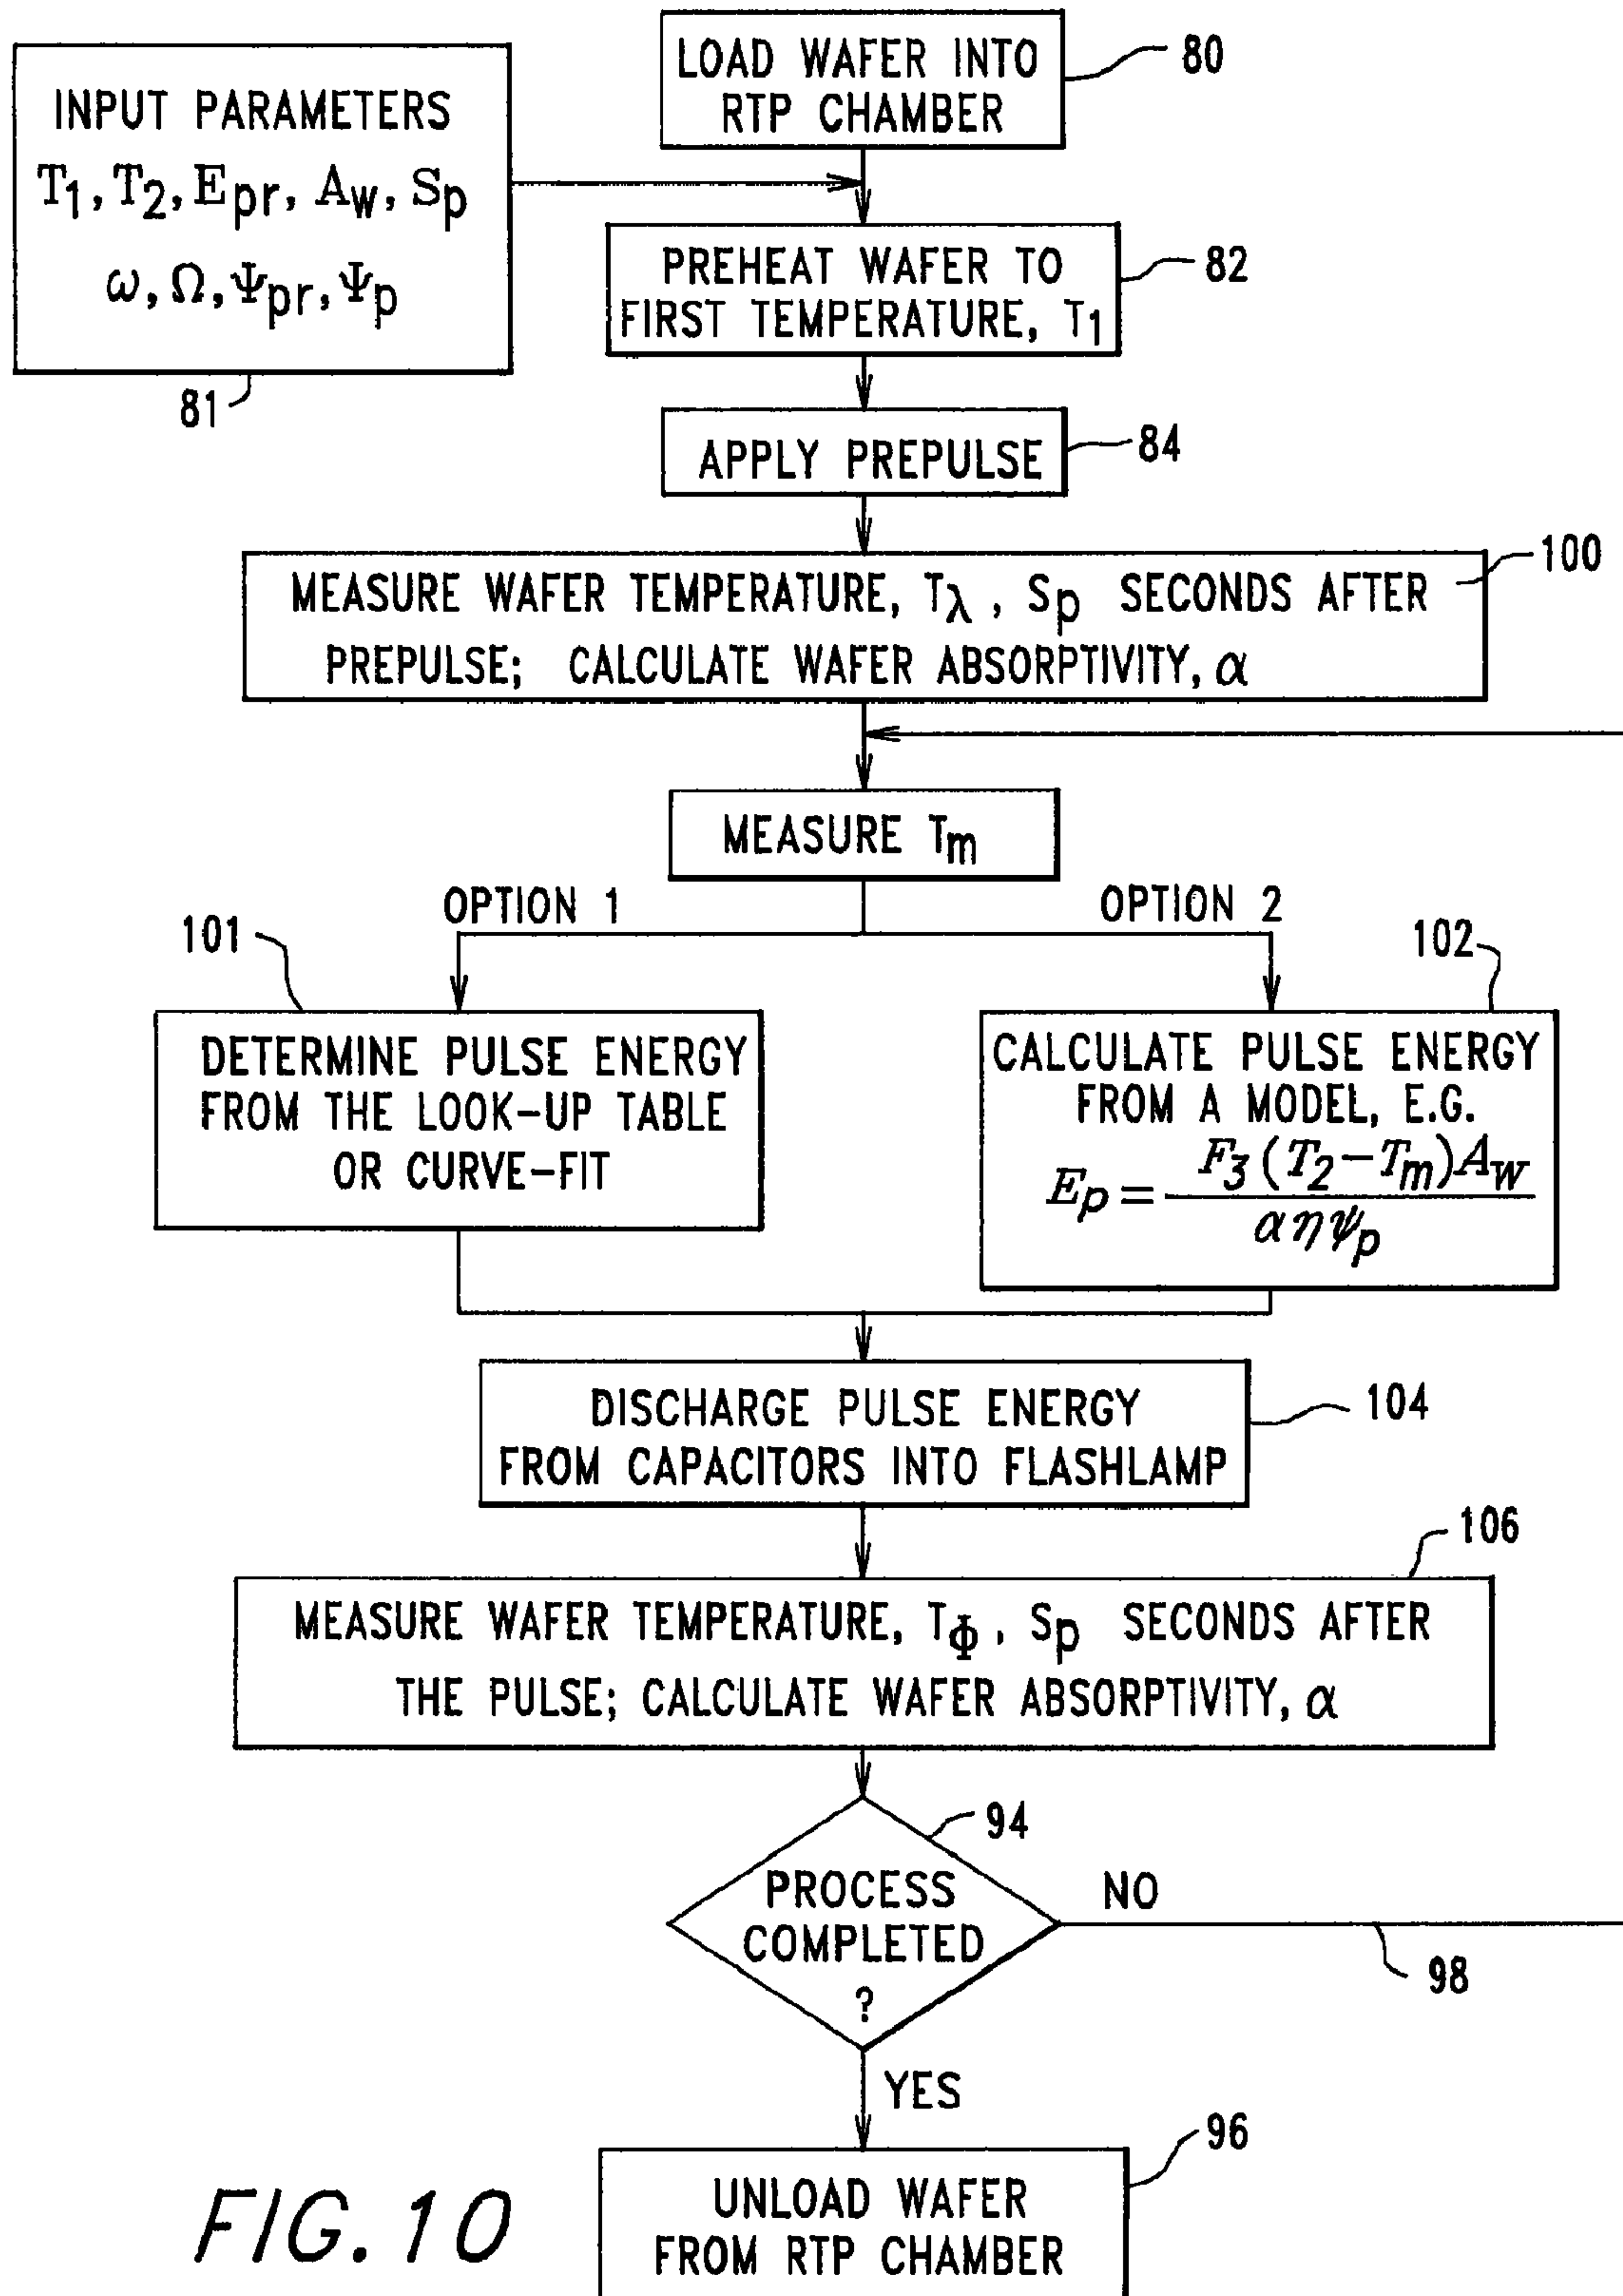 LOAD WAFER INTO
RTP CHAMBER
80
INPUT PARAMETERS
T1, T2, Epr, Aw, Sp
ω, Ω, Ψpr, Ψp
81
PREHEAT WAFER TO
FIRST TEMPERATURE, T1
82
APPLY PREPULSE
84
MEASURE WAFER TEMPERATURE, Tλ, Sp SECONDS AFTER
PREPULSE; CALCULATE WAFER ABSORPTIVITY, α
100
MEASURE Tm
OPTION 1
OPTION 2
101
102
DETERMINE PULSE ENERGY
FROM THE LOOK-UP TABLE
OR CURVE-FIT
CALCULATE PULSE ENERGY
FROM A MODEL, E.G.
Ep = F3 (T2-Tm)Aw / α η ψp
DISCHARGE PULSE ENERGY
FROM CAPACITORS INTO FLASHLAMP
104
106
MEASURE WAFER TEMPERATURE, TΦ, Sp SECONDS AFTER
THE PULSE; CALCULATE WAFER ABSORPTIVITY, α
94
PROCESS
COMPLETED
?
NO
98
YES
96
UNLOAD WAFER
FROM RTP CHAMBER
FIG. 10